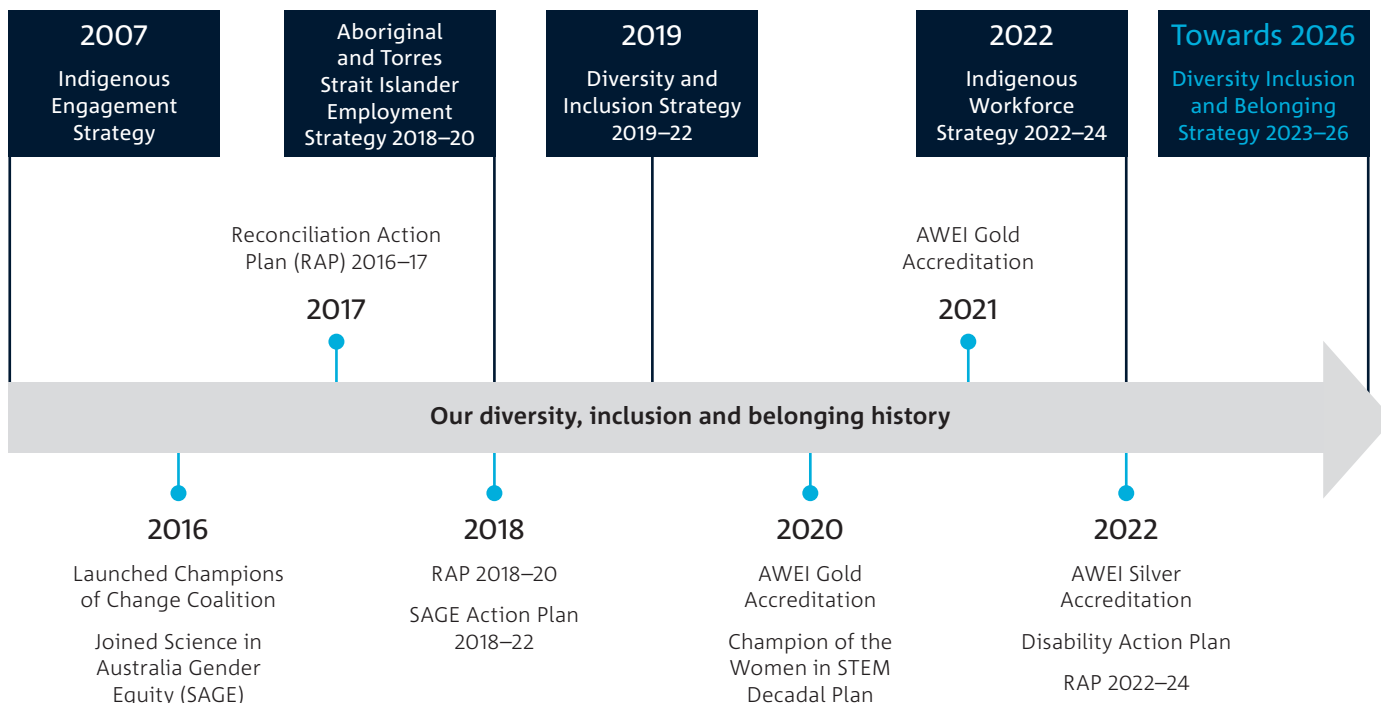 2007
Indigenous
Engagement
Strategy
Aboriginal
and Torres
Strait Islander
Employment
Strategy 2018–20
2019
Diversity and
Inclusion Strategy
2019–22
2022
Indigenous
Workforce
Strategy 2022–24
Towards 2026
Diversity Inclusion
and Belonging
Strategy 2023–26
Reconciliation Action
Plan (RAP) 2016–17
2017
AWEI Gold
Accreditation
2021
Our diversity, inclusion and belonging history
2016
Launched Champions
of Change Coalition
Joined Science in
Australia Gender
Equity (SAGE)
2018
RAP 2018–20
SAGE Action Plan
2018–22
2020
AWEI Gold
Accreditation
Champion of the
Women in STEM
Decadal Plan
2022
AWEI Silver
Accreditation
Disability Action Plan
RAP 2022–24